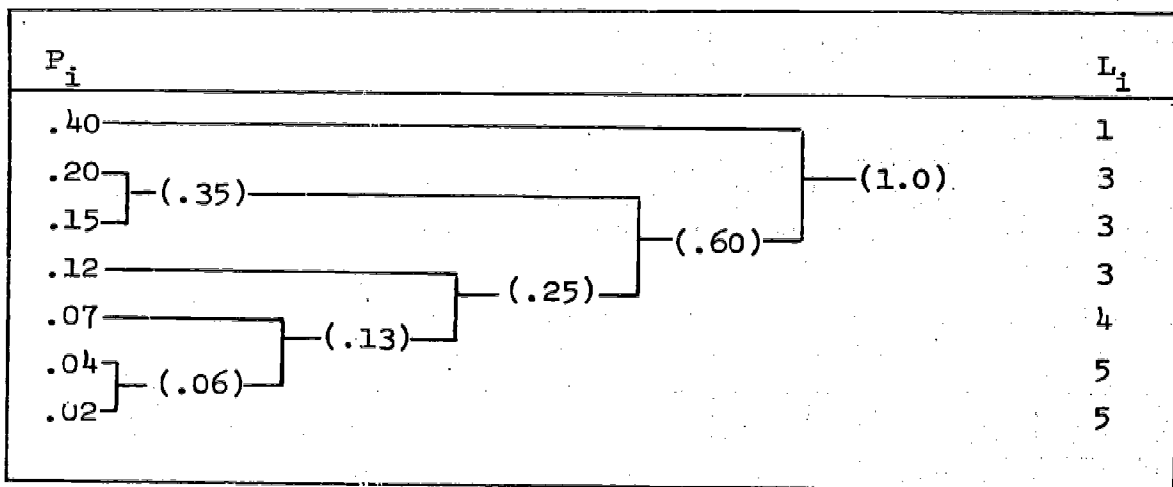 P_i L_i
.40 1
.20 (.35) (1.0) 3
.15 (.60) 3
.12 (.25) 3
.07 (.13) 4
.04 (.06) 5
.02 5